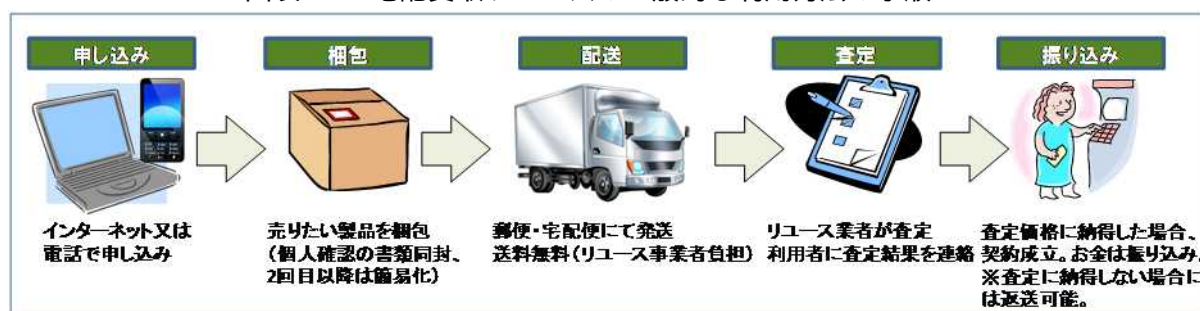 申し込み
梱包
配送
査定
振り込み
インターネット又は
電話で申し込み
売りたい製品を梱包
(個人確認の書類同封、
2回目以降は簡易化)
郵便・宅配便にて発送
送料無料(リユース事業者負担)
リユース業者が査定
利用者に査定結果を連絡
査定価格に納得した場合、
契約成立。お金は振り込み。
※査定に納得しない場合に
は返送可能。